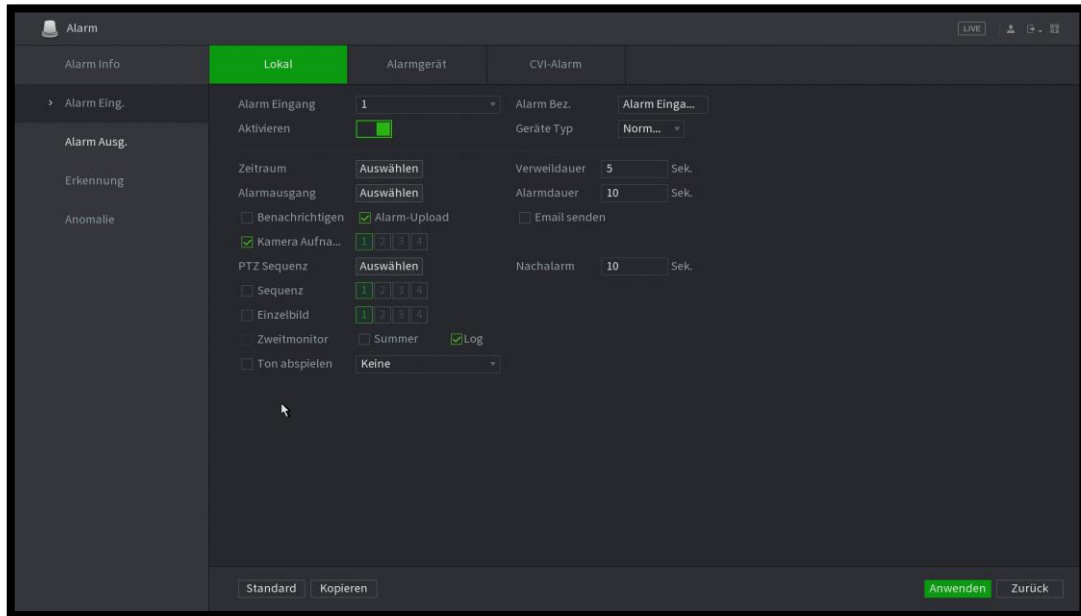 Alarm
LIVE
Alarm Info
Alarm Eing.
Alarm Ausg.
Erkennung
Anomalie
Lokal Alarmgerät CVI-Alarm
Alarm Eingang 1 Alarm Bez. Alarm Einga...
Aktivieren Geräte Typ Norm...
Zeitraum Auswählen Verweildauer 5 Sek.
Alarmausgang Auswählen Alarmdauer 10 Sek.
Benachrichtigen Alarm-Upload Email senden
Kamera Aufna... 1 2 3 4
PTZ Sequenz Auswählen Nachalarm 10 Sek.
Sequenz 1 2 3 4
Einzelbild 1 2 3 4
Zweitmonitor Summer Log
Ton abspielen Keine
Standard Kopieren Anwenden Zurück